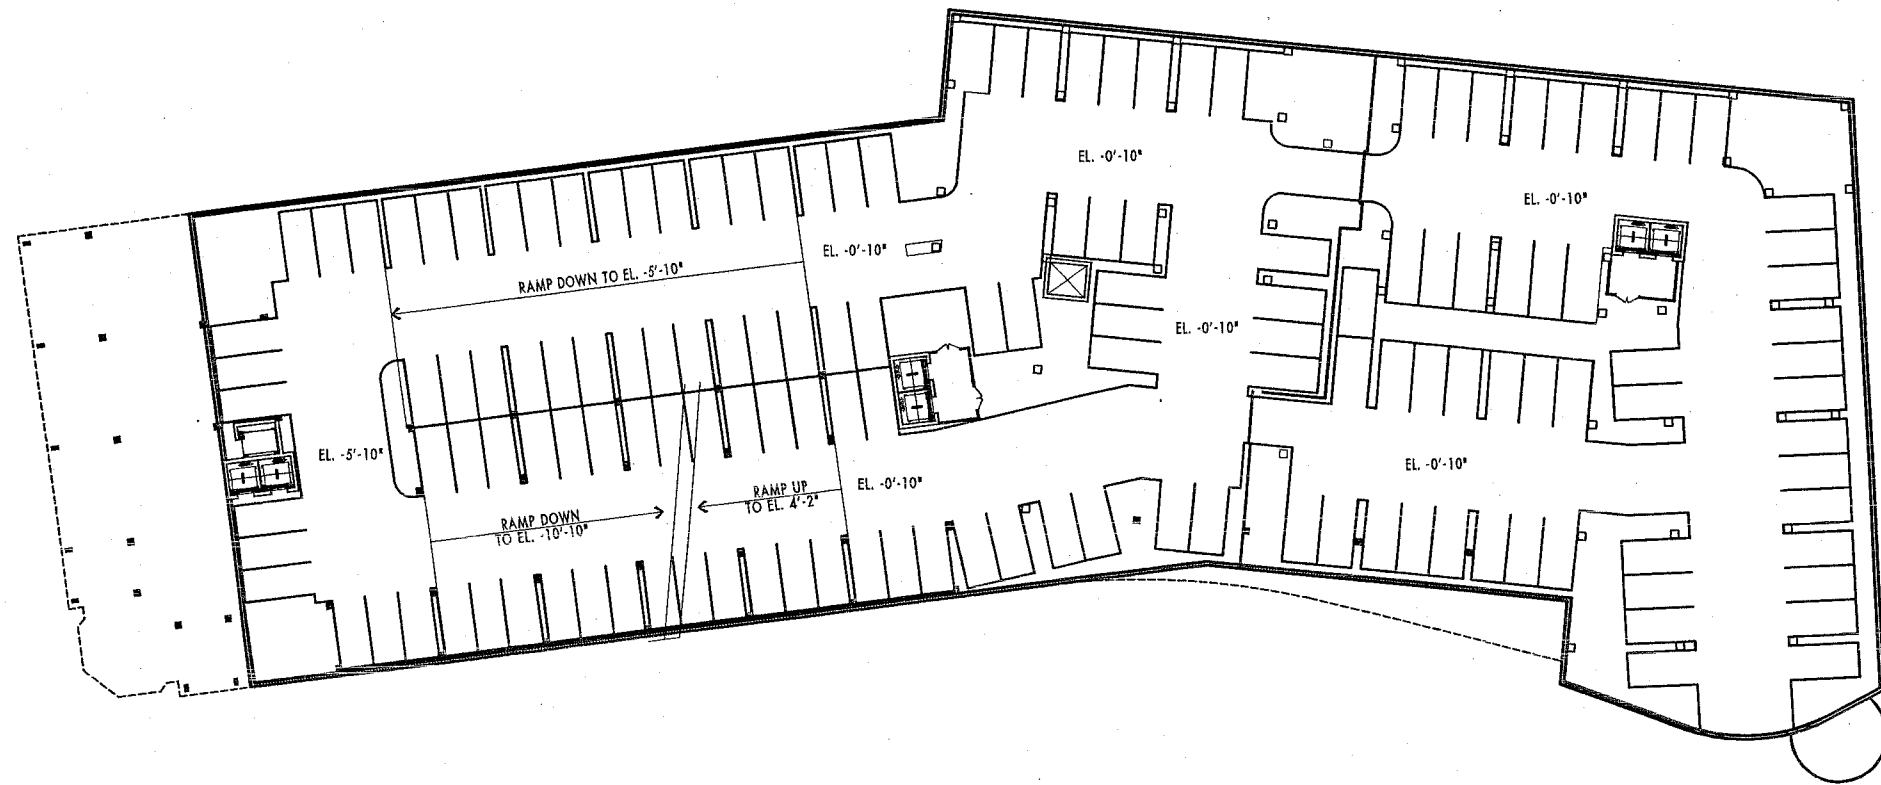 EL. -0'-10"
EL. -0'-10"
EL. -0'-10"
RAMP DOWN TO EL. -5'-10"
EL. -0'-10"
EL. -5'-10"
EL. -0'-10"
RAMP UP
TO EL. 4'-2"
EL. -0'-10"
RAMP DOWN
TO EL. -10'-10"